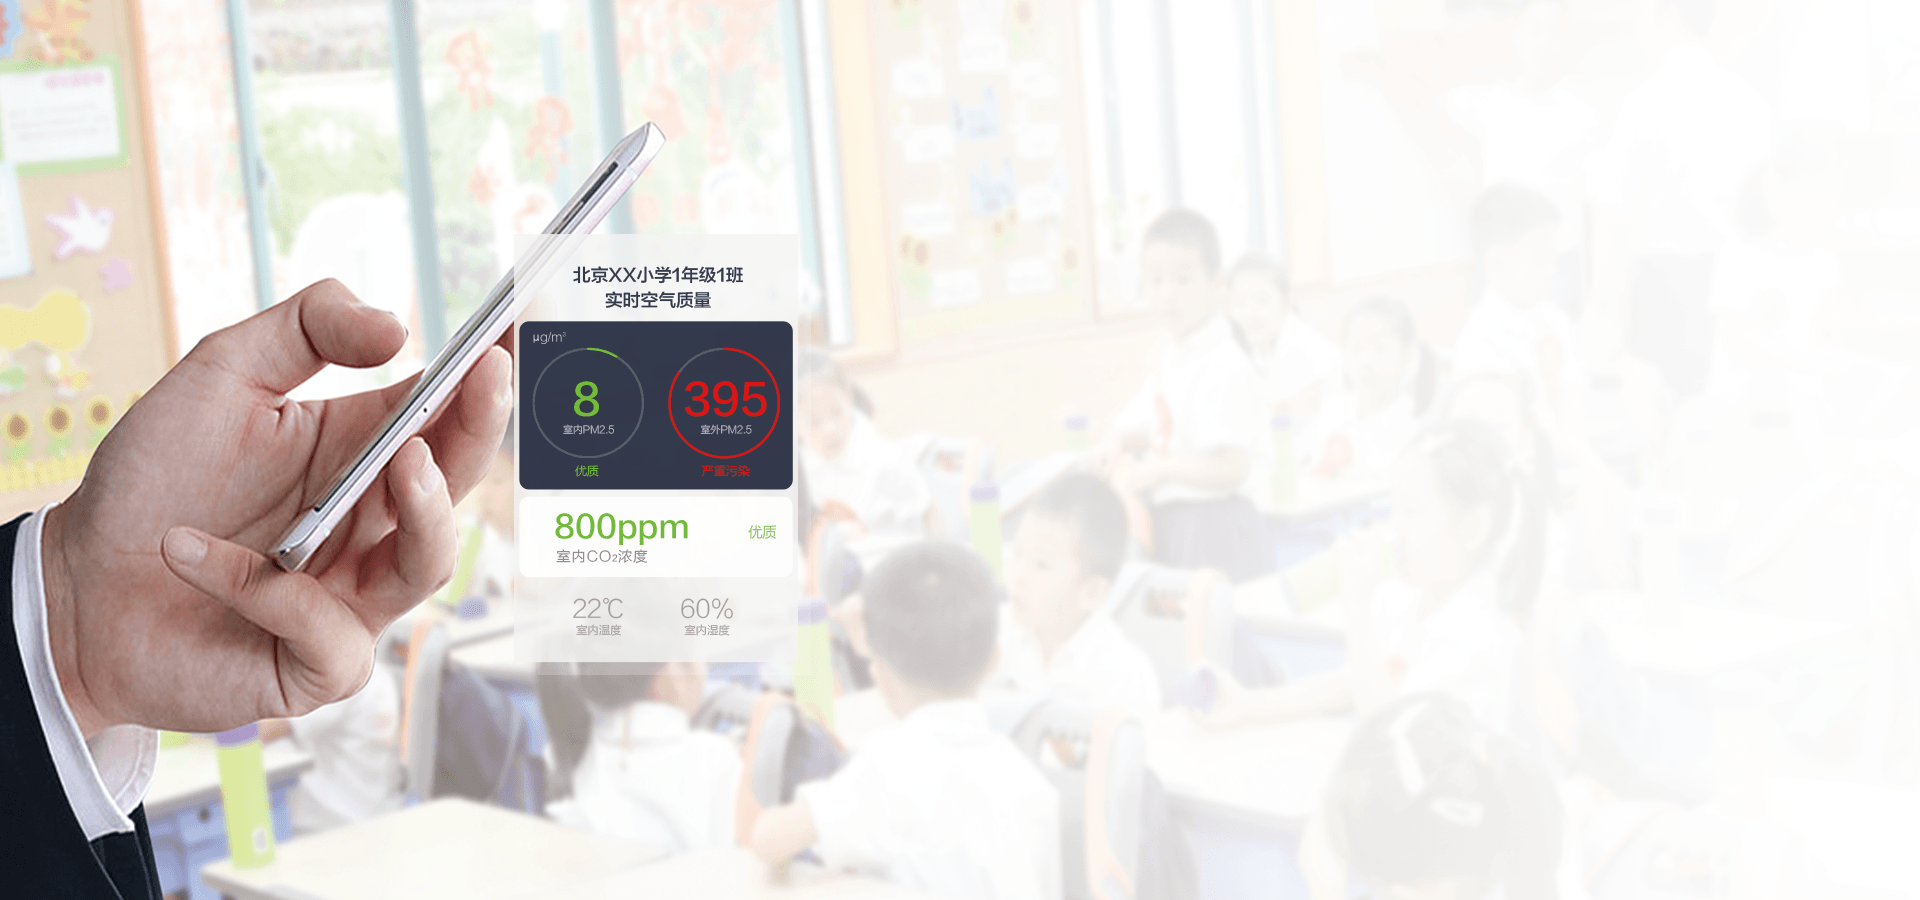 北京XX小学1年级1班
实时空气质量
μg/m³
8 395
室内PM2.5 室外PM2.5
优质 严重污染
800ppm 优质
室内CO₂浓度
22℃ 60%
室内温度 室内湿度